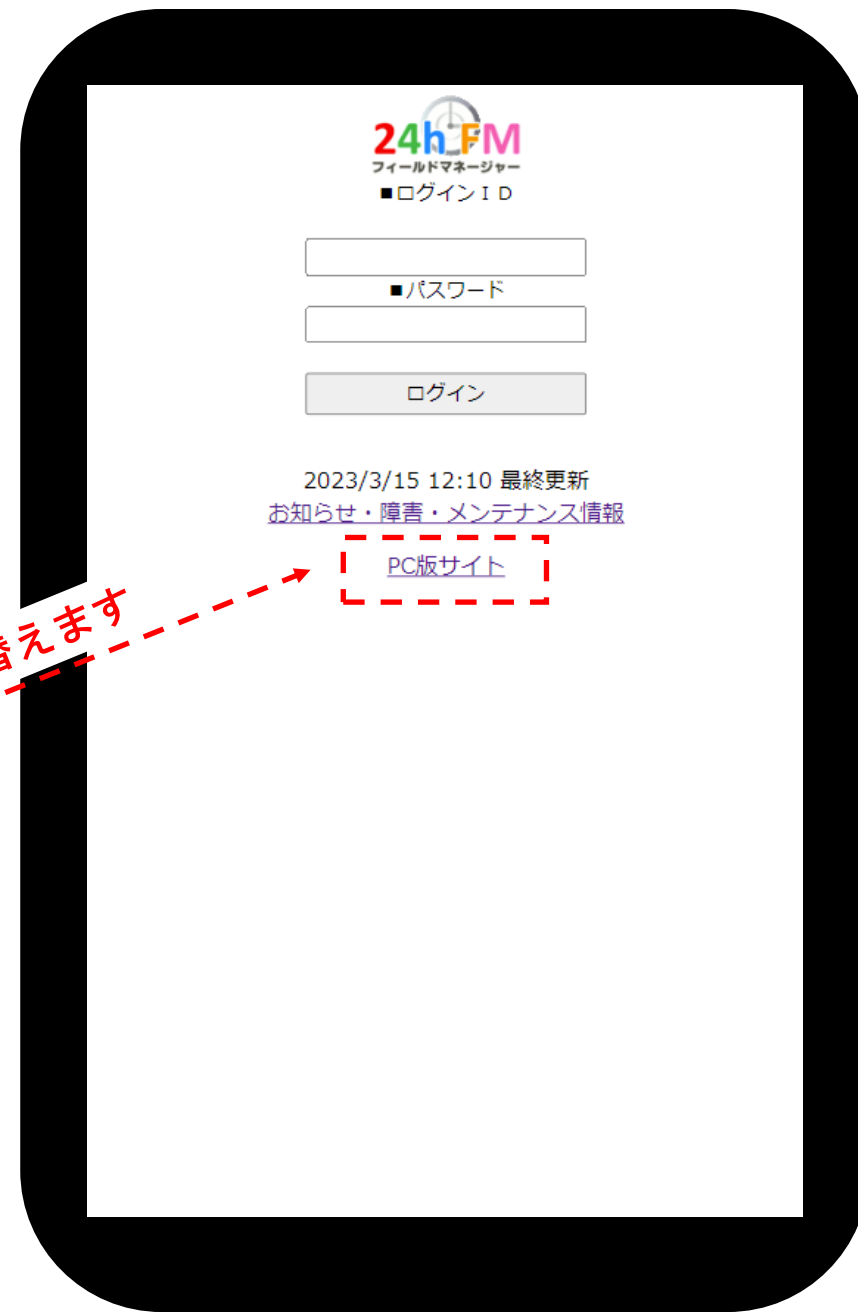 24h FM
フィールドマネージャー
■ログインＩＤ
■パスワード
ログイン
2023/3/15 12:10 最終更新
お知らせ・障害・メンテナンス情報
PC版サイト
替えます